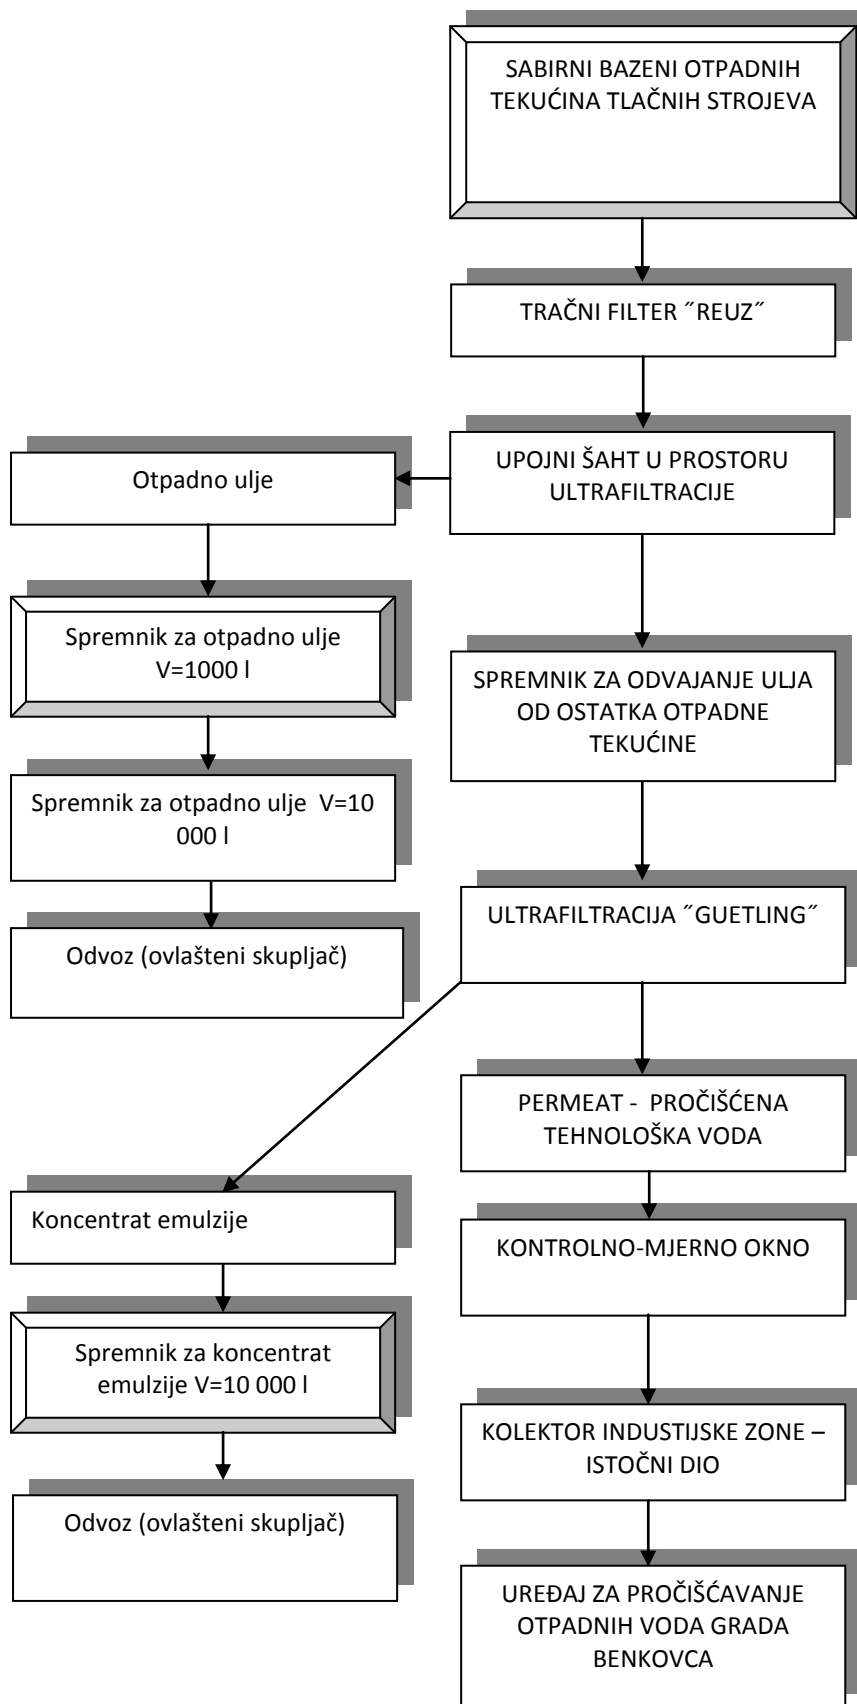 SABIRNI BAZENI OTPADNIH
TEKUĆINA TLAČNIH STROJEVA
TRAČNI FILTER ˝REUZ˝
UPOJNI ŠAHT U PROSTORU
ULTRAFILTRACIJE
Otpadno ulje
Spremnik za otpadno ulje
V=1000 l
SPREMNIK ZA ODVAJANJE ULJA
OD OSTATKA OTPADNE
TEKUĆINE
Spremnik za otpadno ulje  V=10
000 l
ULTRAFILTRACIJA ˝GUETLING˝
Odvoz (ovlašteni skupljač)
PERMEAT -  PROČIŠĆENA
TEHNOLOŠKA VODA
Koncentrat emulzije
KONTROLNO-MJERNO OKNO
Spremnik za koncentrat
emulzije V=10 000 l
KOLEKTOR INDUSTIJSKE ZONE –
ISTOČNI DIO
Odvoz (ovlašteni skupljač)
UREĐAJ ZA PROČIŠĆAVANJE
OTPADNIH VODA GRADA
BENKOVCA